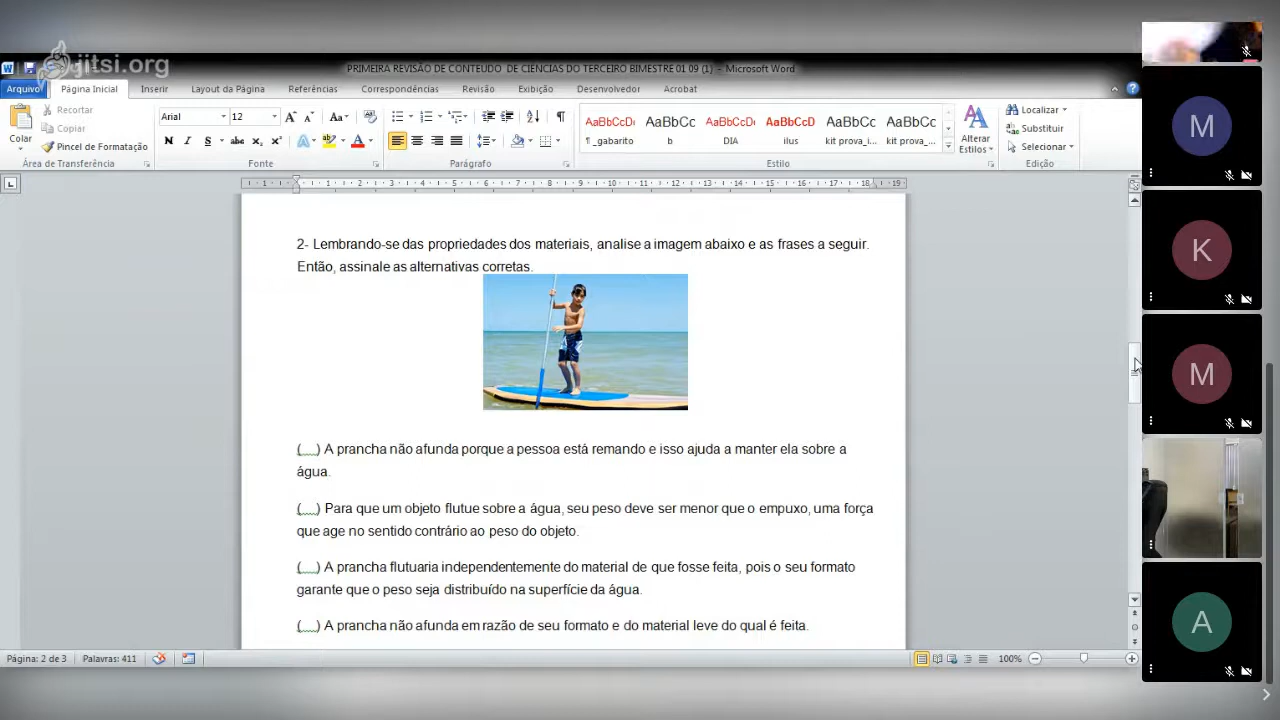 jitsi.org
PRIMEIRA REVISÃO DE CONTEUDO DE CIENCIAS DO TERCEIRO BIMESTRE 01 09 (1) - Microsoft Word
Arquivo Página Inicial Inserir Layout da Página Referências Correspondências Revisão Exibição Desenvolvedor Acrobat
Colar Recortar
Copiar
Pincel de Formatação
Área de Transferência
Arial 12
N I S abc x₂ x²
Fonte
Parágrafo
AaBbCcDı AaBbCc AaBbCcDı AaBbCcD AaBbCc AaBbCc
¶ _gabarito b DIA ilus kit prova_i... kit prova_...
Estilo
Alterar
Estilos
Localizar
Substituir
Selecionar
Edição
2- Lembrando-se das propriedades dos materiais, analise a imagem abaixo e as frases a seguir.
Então, assinale as alternativas corretas.
(__) A prancha não afunda porque a pessoa está remando e isso ajuda a manter ela sobre a
água.
(__) Para que um objeto flutue sobre a água, seu peso deve ser menor que o empuxo, uma força
que age no sentido contrário ao peso do objeto.
(__) A prancha flutuaria independentemente do material de que fosse feita, pois o seu formato
garante que o peso seja distribuído na superfície da água.
(__) A prancha não afunda em razão de seu formato e do material leve do qual é feita.
Página: 2 de 3 Palavras: 411 100%
M
K
M
A